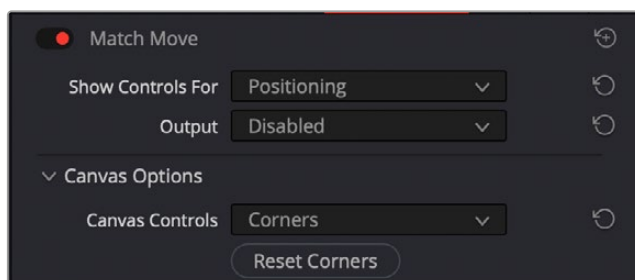 Match Move
Show Controls For Positioning
Output Disabled
Canvas Options
Canvas Controls Corners
Reset Corners